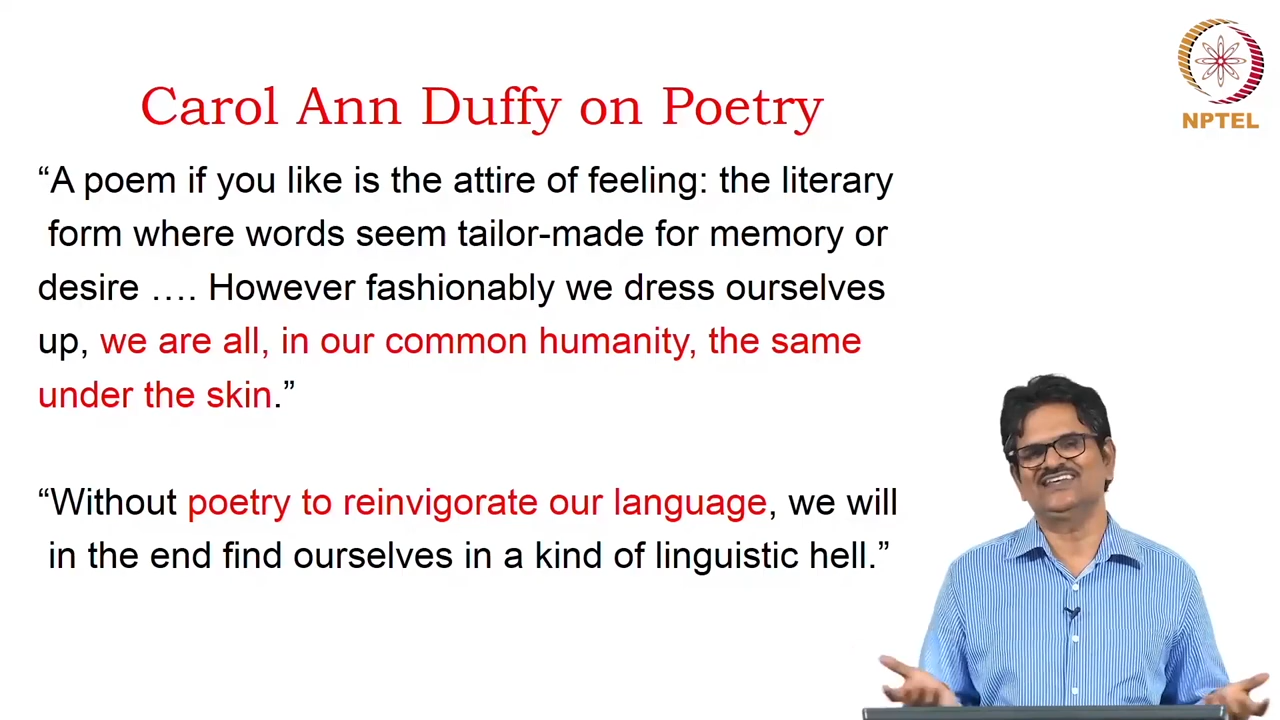 NPTEL
Carol Ann Duffy on Poetry
“A poem if you like is the attire of feeling: the literary
form where words seem tailor-made for memory or
desire …. However fashionably we dress ourselves
up, we are all, in our common humanity, the same
under the skin.”
“Without poetry to reinvigorate our language, we will
in the end find ourselves in a kind of linguistic hell.”